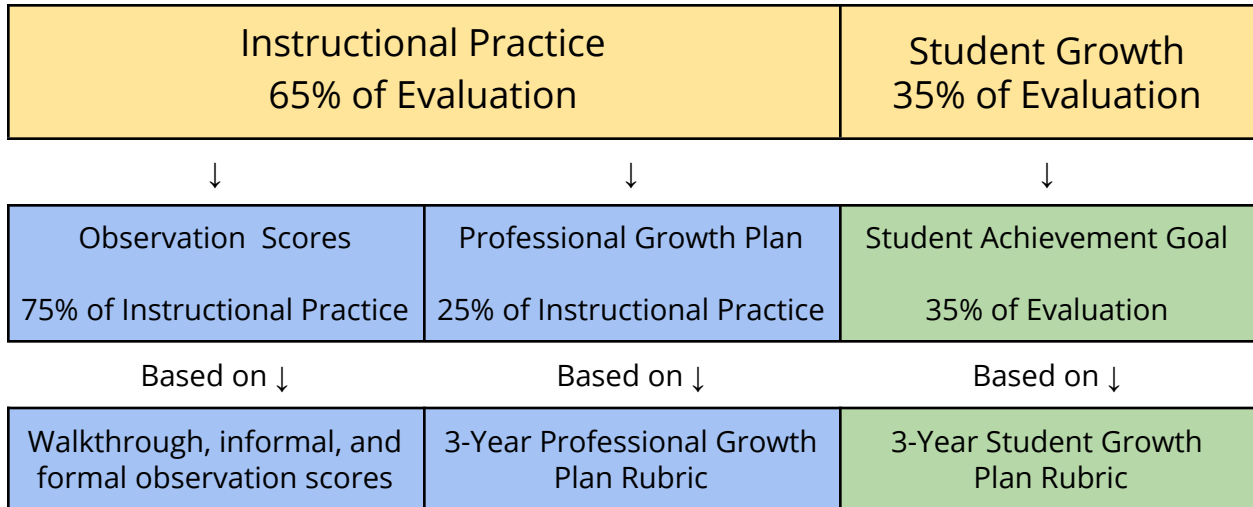 Instructional Practice
65% of Evaluation
Student Growth
35% of Evaluation
↓
↓
↓
Observation Scores
75% of Instructional Practice
Professional Growth Plan
25% of Instructional Practice
Student Achievement Goal
35% of Evaluation
Based on ↓
Based on ↓
Based on ↓
Walkthrough, informal, and
formal observation scores
3-Year Professional Growth
Plan Rubric
3-Year Student Growth
Plan Rubric